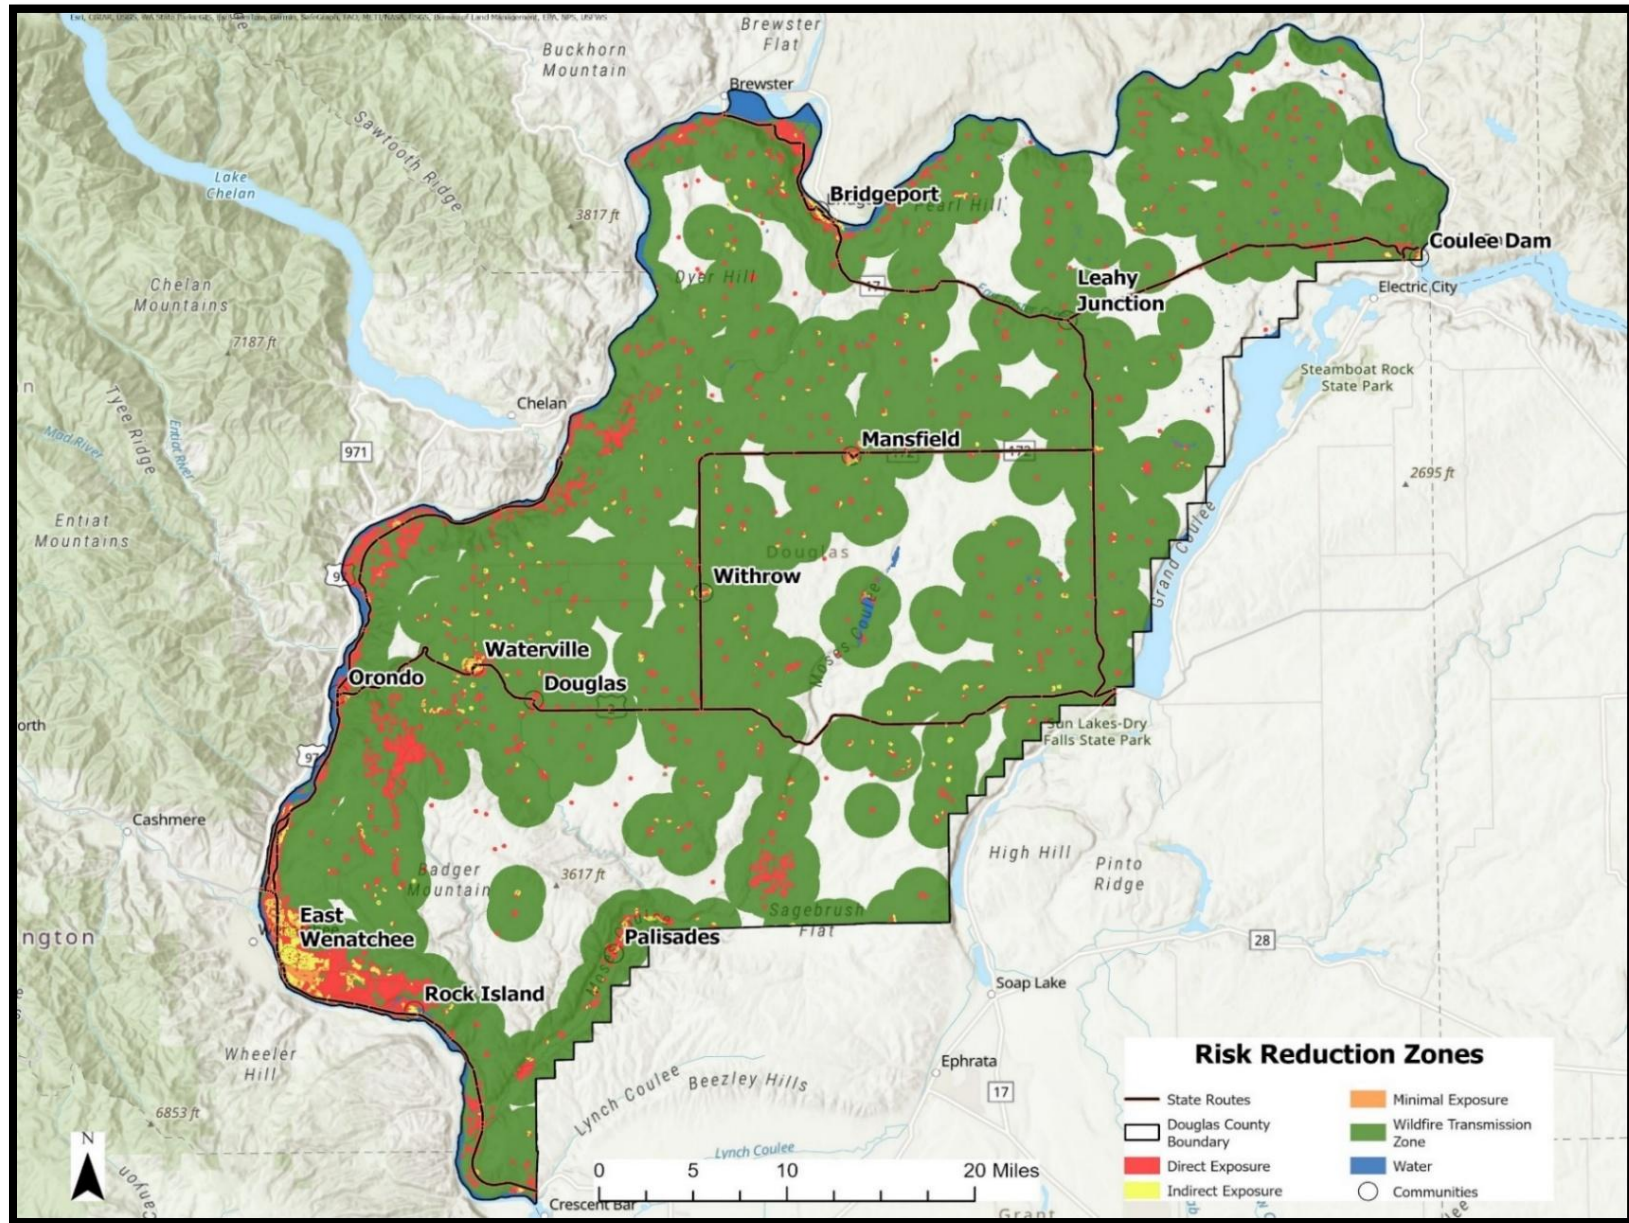 Brewster
Flat
Buckhorn
Mountain
Brewster
Sawtooth Ridge
Lake
Chelan
3817 ft
Bridgeport
Pearl Hill
Coulee Dam
Chelan
Mountains
Dyer Hill
17
Leahy
Junction
Electric City
7187 ft
Steamboat Rock
State Park
Tyee Ridge
Chelan
Mad River
Entiat River
971
Mansfield
172
172
2695 ft
Entiat
Mountains
Douglas
Grand Coulee
97
Withrow
Moses Coulee
Waterville
Orondo
Douglas
2
orth
Sun Lakes-Dry
Falls State Park
97
Cashmere
High Hill
Pinto
Ridge
Badger
Mountain
3617 ft
Sagebrush
Flat
East
Wenatchee
ngton
Palisades
28
Rock Island
Soap Lake
Wheeler
Hill
Ephrata
Lynch Coulee
Beezley Hills
17
6853 ft
Lynch Coulee
N
0 5 10 20 Miles
Crescent Bar
Grant
Risk Reduction Zones
State Routes
Douglas County
Boundary
Direct Exposure
Indirect Exposure
Minimal Exposure
Wildfire Transmission
Zone
Water
Communities